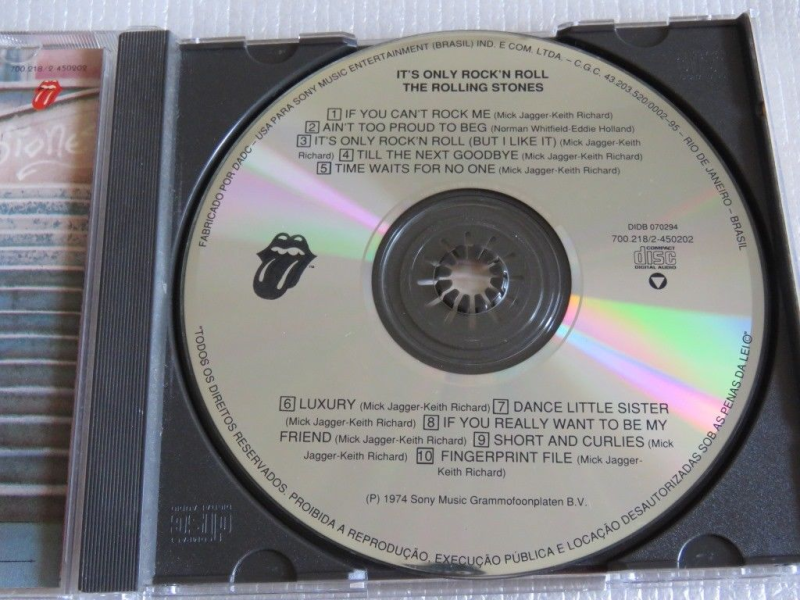 700.218/2-450202
Stone
FABRICADO POR DADC – USA PARA SONY MUSIC ENTERTAINMENT (BRASIL) IND. E COM. LTDA. – C.G.C. 43.203.520.0002-95 – RIO DE JANEIRO – BRASIL
IT'S ONLY ROCK'N ROLL
THE ROLLING STONES
1 IF YOU CAN'T ROCK ME (Mick Jagger-Keith Richard)
2 AIN'T TOO PROUD TO BEG (Norman Whitfield-Eddie Holland)
3 IT'S ONLY ROCK'N ROLL (BUT I LIKE IT) (Mick Jagger-Keith
Richard) 4 TILL THE NEXT GOODBYE (Mick Jagger-Keith Richard)
5 TIME WAITS FOR NO ONE (Mick Jagger-Keith Richard)
DIDB 070294
700.218/2-450202
COMPACT
disc
DIGITAL AUDIO
TM
6 LUXURY (Mick Jagger-Keith Richard) 7 DANCE LITTLE SISTER
(Mick Jagger-Keith Richard) 8 IF YOU REALLY WANT TO BE MY
FRIEND (Mick Jagger-Keith Richard) 9 SHORT AND CURLIES (Mick
Jagger-Keith Richard) 10 FINGERPRINT FILE (Mick Jagger-
Keith Richard)
(P) 1974 Sony Music Grammofoonplaten B.V.
"TODOS OS DIREITOS RESERVADOS. PROIBIDA A REPRODUÇÃO, EXECUÇÃO PÚBLICA E LOCAÇÃO DESAUTORIZADAS SOB AS PENAS DA LEI©"
COMPACT
disc
DIGITAL AUDIO